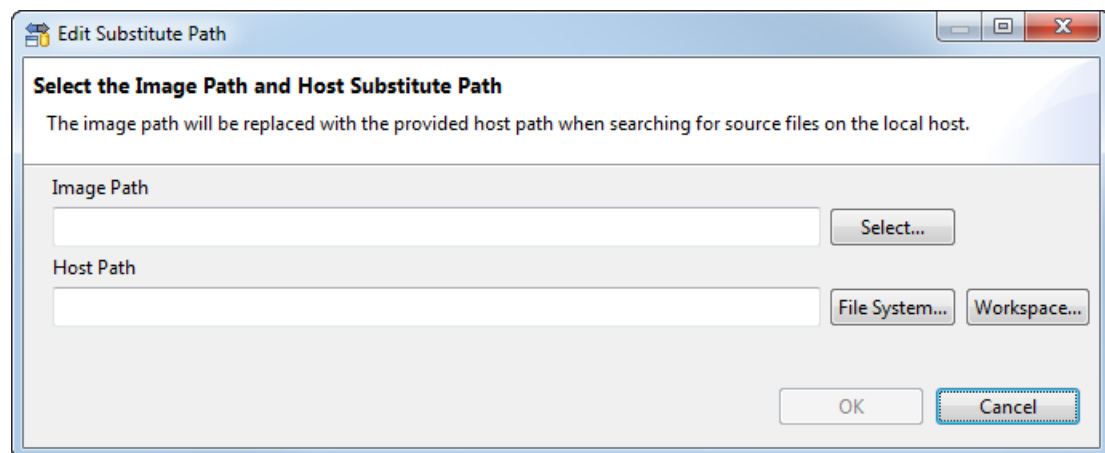 Edit Substitute Path
Select the Image Path and Host Substitute Path
The image path will be replaced with the provided host path when searching for source files on the local host.
Image Path
Select...
Host Path
File System... Workspace...
OK Cancel